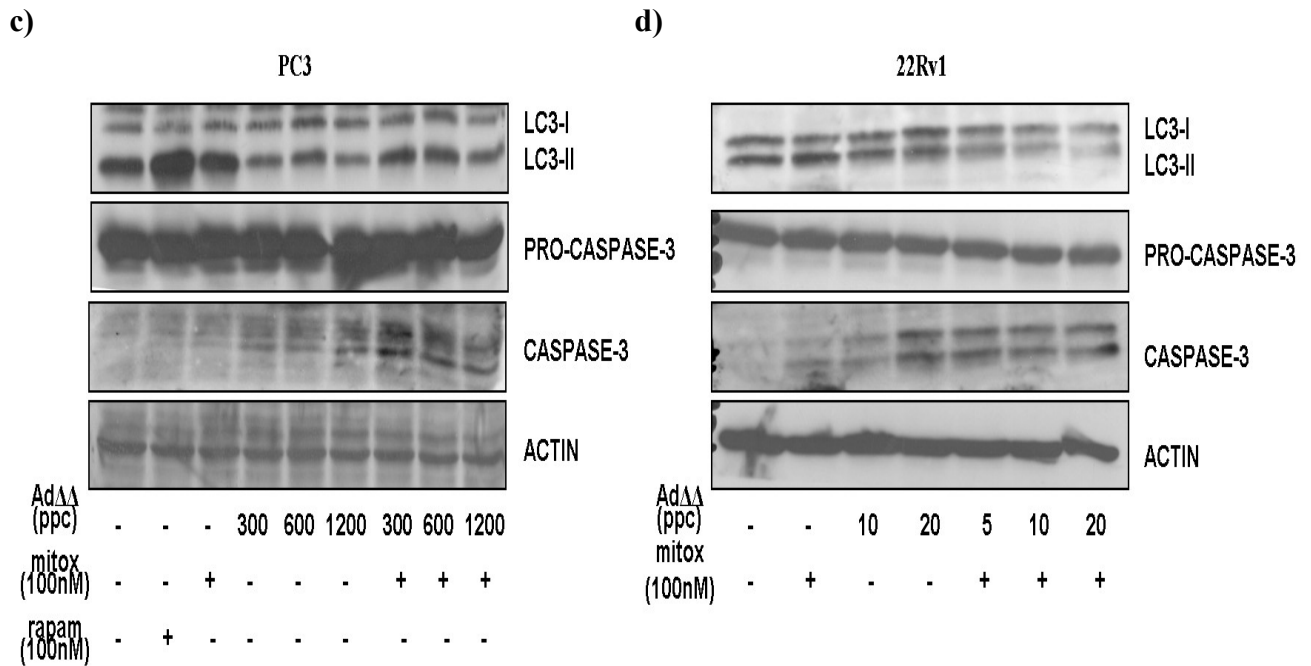 c)
PC3
LC3-I
LC3-II
PRO-CASPASE-3
CASPASE-3
ACTIN
AdΔΔ
(ppc) - - - 300 600 1200 300 600 1200
mitox
(100nM) - - + - - - + + +
rapam
(100nM) - + - - - - - - -
d)
22Rv1
LC3-I
LC3-II
PRO-CASPASE-3
CASPASE-3
ACTIN
AdΔΔ
(ppc) - - 10 20 5 10 20
mitox
(100nM) - + - - + + +